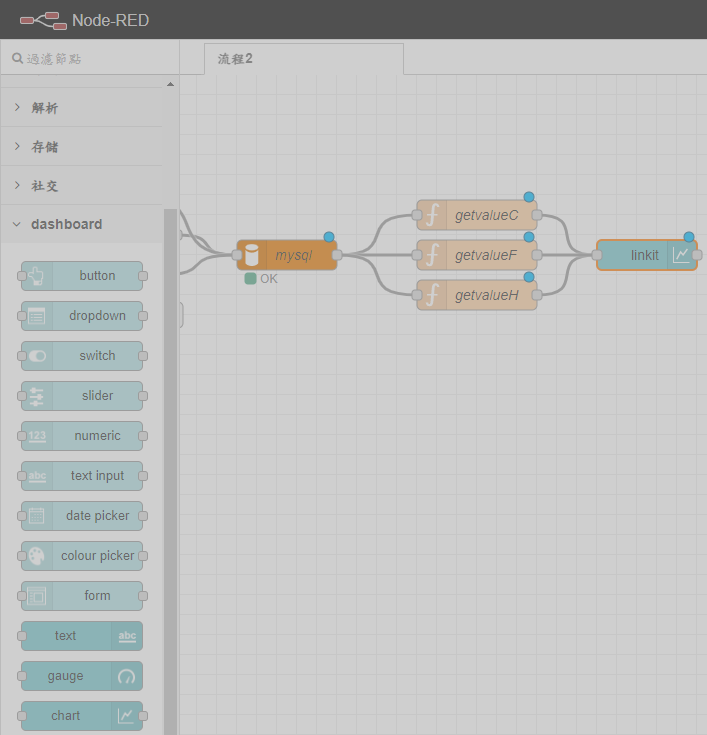 Node-RED
過濾節點
流程2
解析
存儲
社交
dashboard
button
dropdown
switch
slider
123 numeric
abc text input
date picker
colour picker
form
text abc
gauge
chart
mysql
OK
getvalueC
getvalueF
getvalueH
linkit